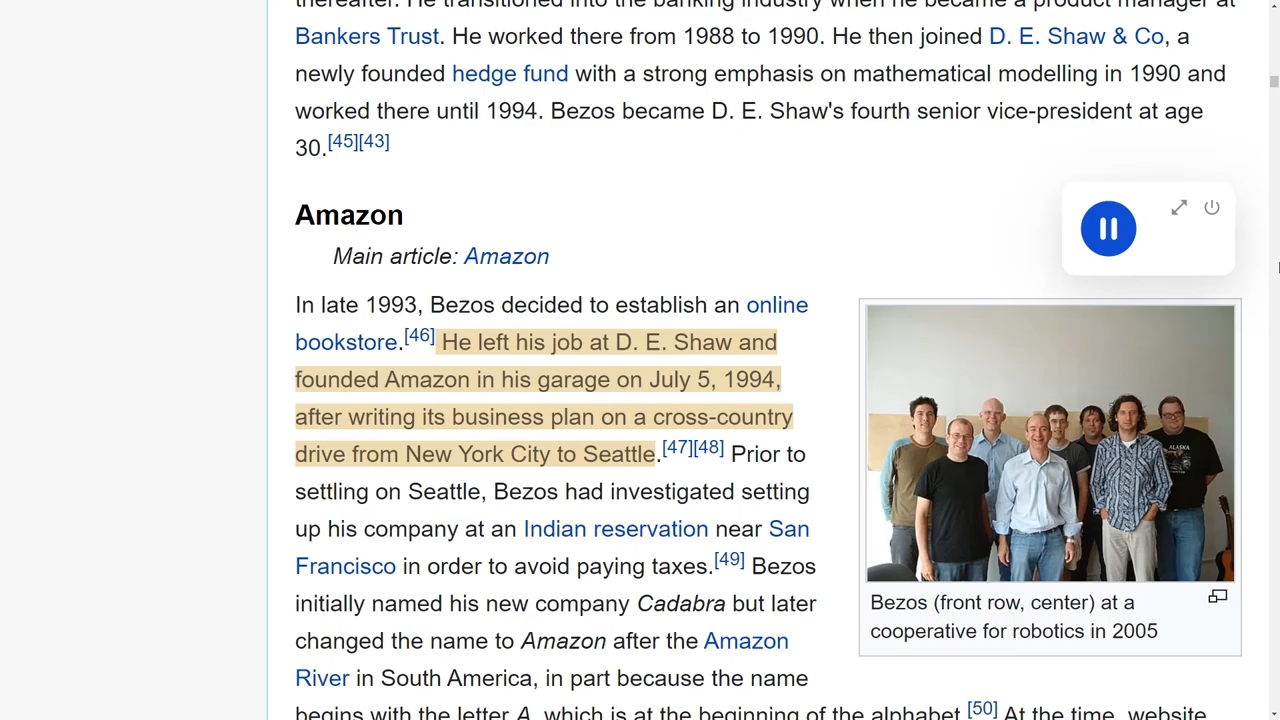 thereafter. He transitioned into the banking industry when he became a product manager at
Bankers Trust. He worked there from 1988 to 1990. He then joined D. E. Shaw & Co, a
newly founded hedge fund with a strong emphasis on mathematical modelling in 1990 and
worked there until 1994. Bezos became D. E. Shaw's fourth senior vice-president at age
30.[45][43]
Amazon
Main article: Amazon
In late 1993, Bezos decided to establish an online
bookstore.[46] He left his job at D. E. Shaw and
founded Amazon in his garage on July 5, 1994,
after writing its business plan on a cross-country
drive from New York City to Seattle.[47][48] Prior to
settling on Seattle, Bezos had investigated setting
up his company at an Indian reservation near San
Francisco in order to avoid paying taxes.[49] Bezos
initially named his new company Cadabra but later
changed the name to Amazon after the Amazon
River in South America, in part because the name
begins with the letter A, which is at the beginning of the alphabet.[50] At the time, website
ALASKA
Bezos (front row, center) at a
cooperative for robotics in 2005